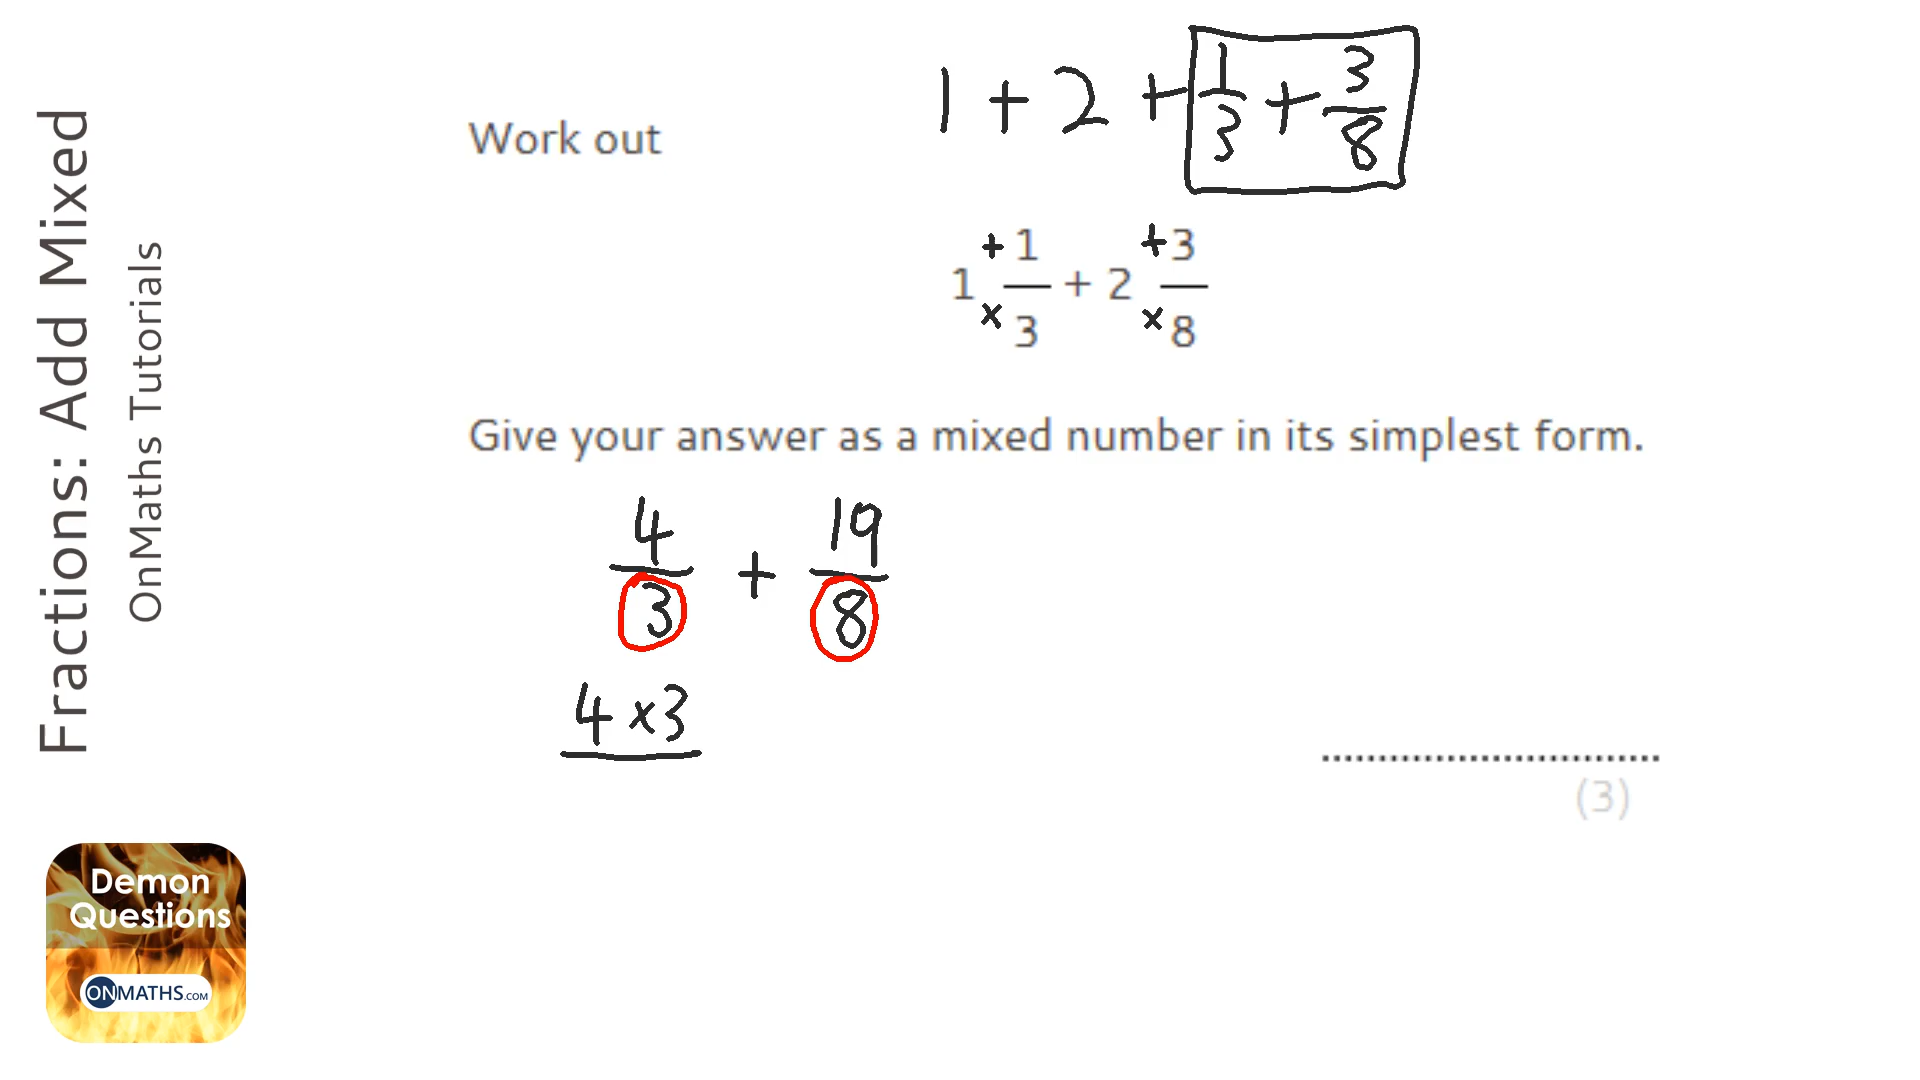 Fractions: Add Mixed
OnMaths Tutorials
1 + 2 + 1/3 + 3/8
Work out
1 + 1 + 2 + 3
× 3 × 8
Give your answer as a mixed number in its simplest form.
4/3 + 19/8
4 × 3
(3)
Demon
Questions
ONMATHS.COM